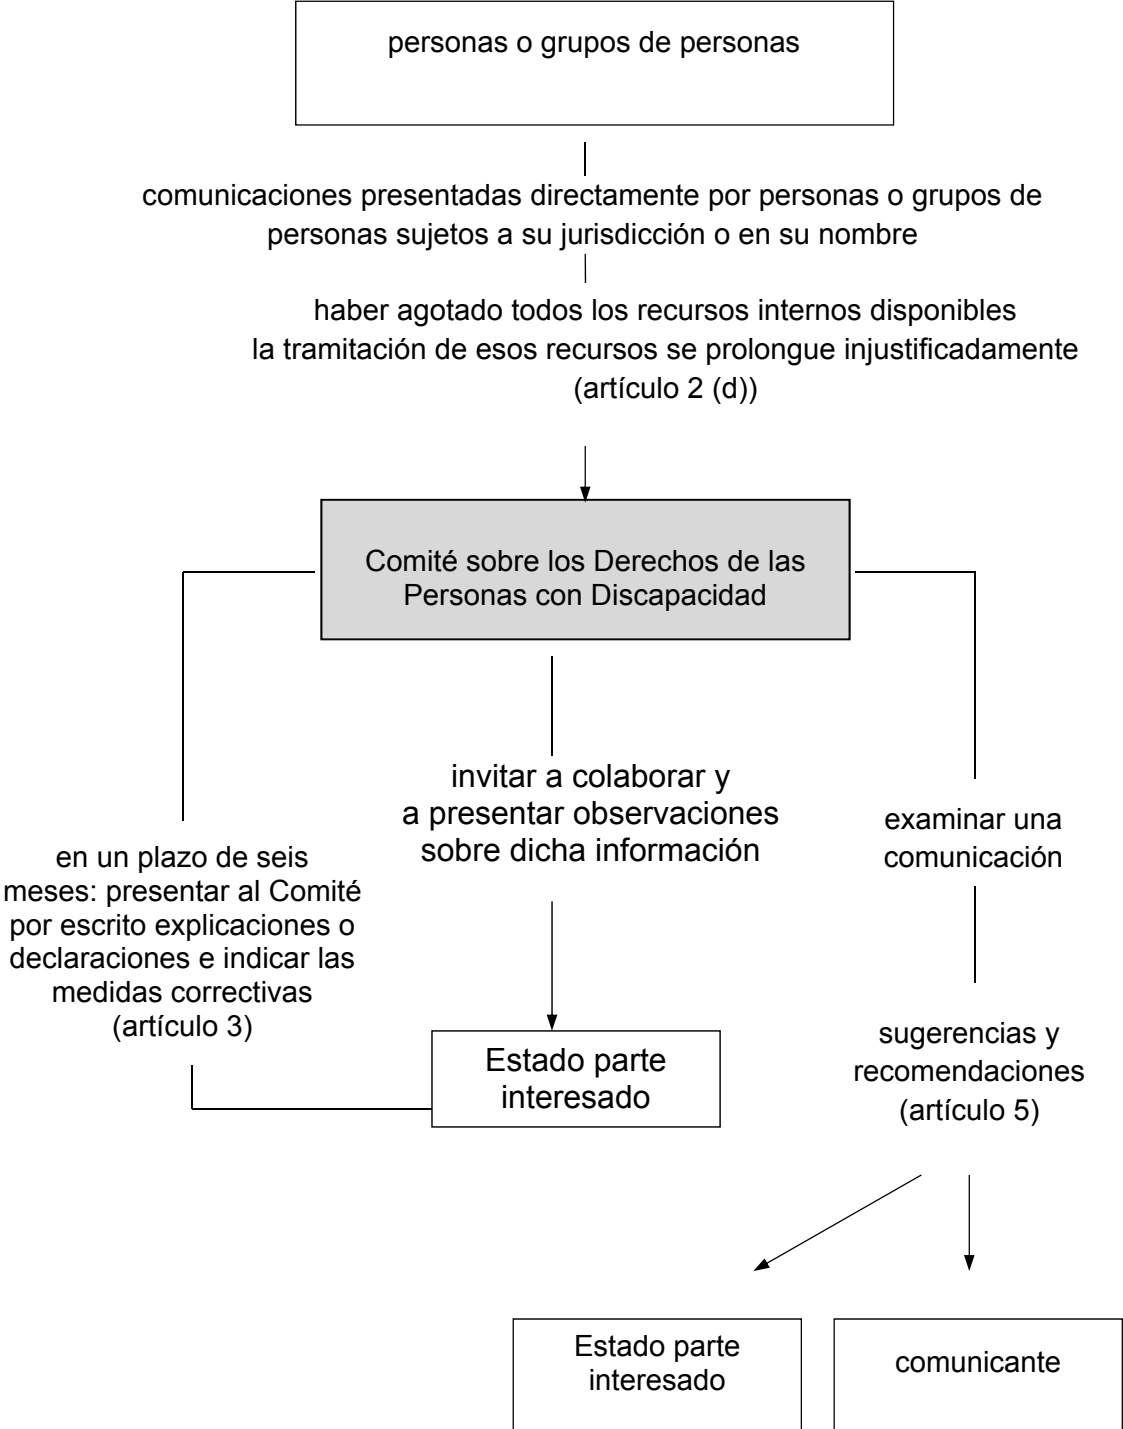 personas o grupos de personas
comunicaciones presentadas directamente por personas o grupos de
personas sujetos a su jurisdicción o en su nombre
haber agotado todos los recursos internos disponibles
la tramitación de esos recursos se prolongue injustificadamente
(artículo 2 (d))
Comité sobre los Derechos de las
Personas con Discapacidad
en un plazo de seis
meses: presentar al Comité
por escrito explicaciones o
declaraciones e indicar las
medidas correctivas
(artículo 3)
invitar a colaborar y
a presentar observaciones
sobre dicha información
Estado parte
interesado
examinar una
comunicación
sugerencias y
recomendaciones
(artículo 5)
Estado parte
interesado
comunicante